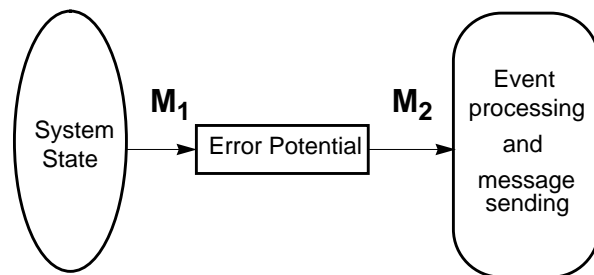 System
State
M1
Error Potential
M2
Event
processing
and
message
sending